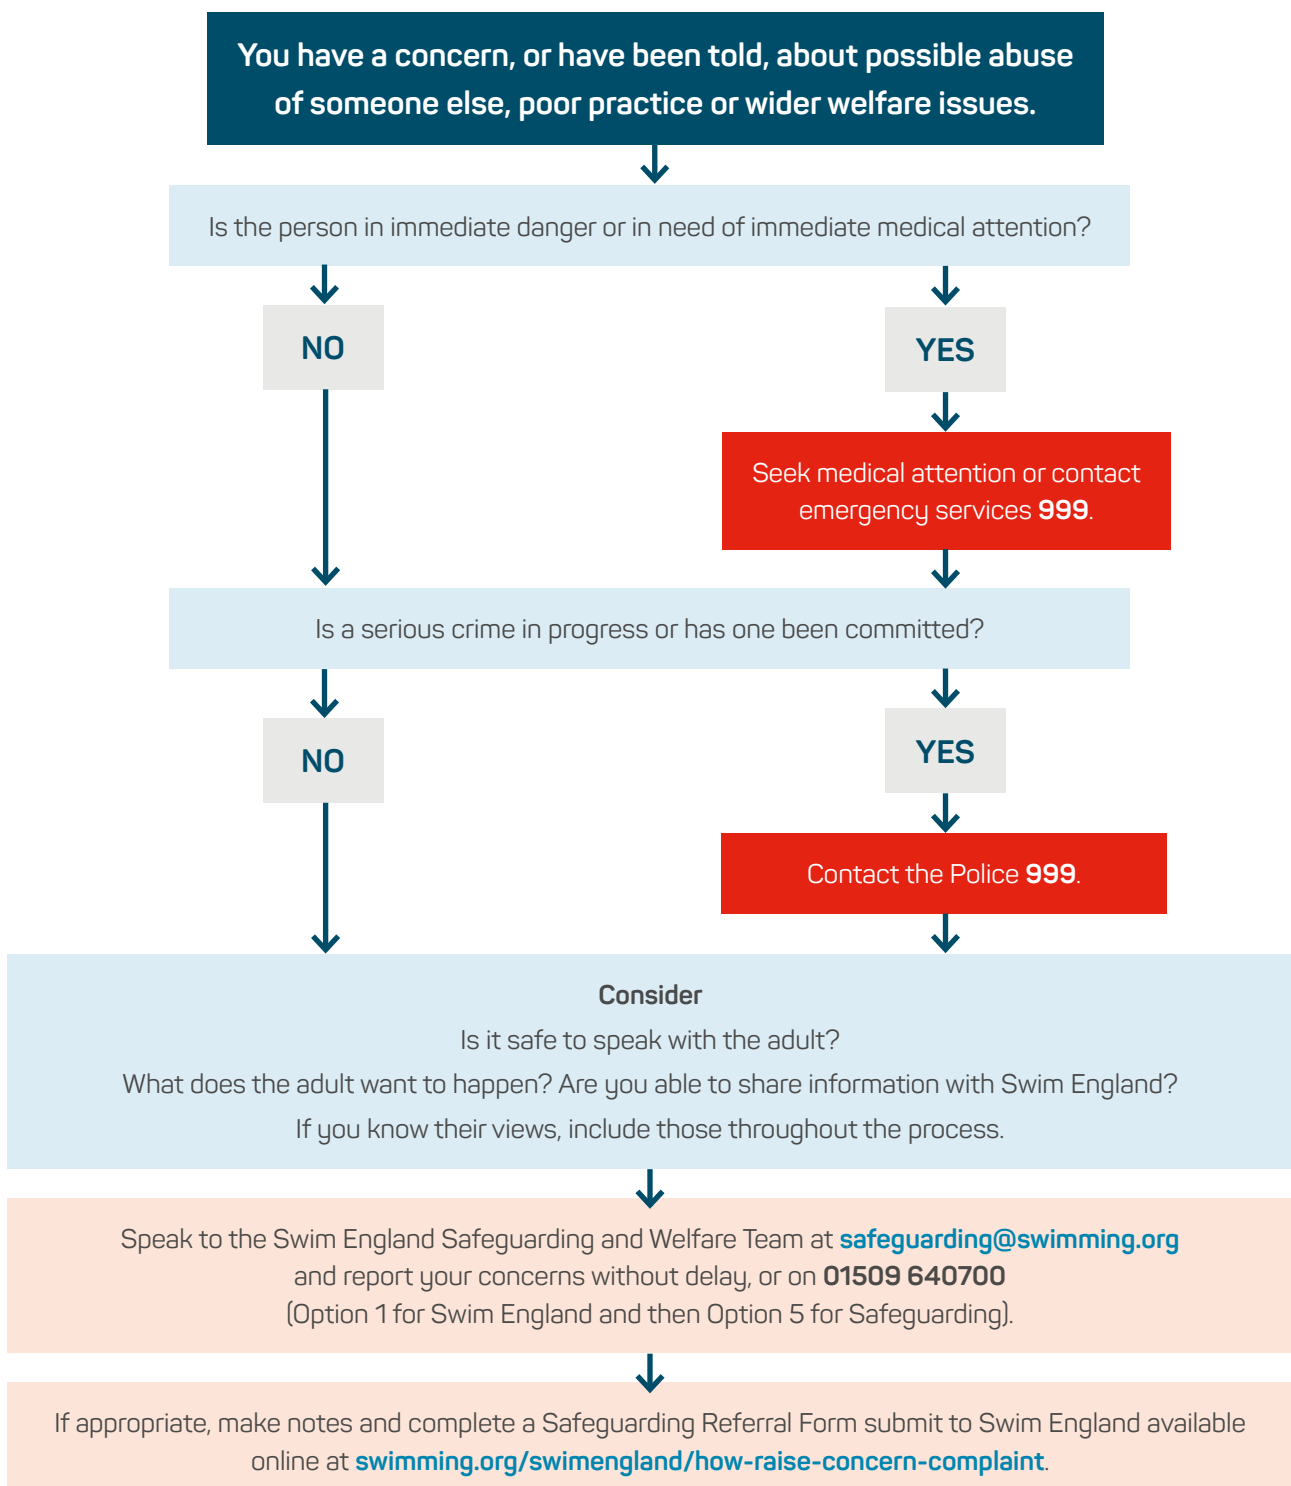 You have a concern, or have been told, about possible abuse
of someone else, poor practice or wider welfare issues.
Is the person in immediate danger or in need of immediate medical attention?
NO
YES
Seek medical attention or contact
emergency services 999.
Is a serious crime in progress or has one been committed?
NO
YES
Contact the Police 999.
Consider
Is it safe to speak with the adult?
What does the adult want to happen? Are you able to share information with Swim England?
If you know their views, include those throughout the process.
Speak to the Swim England Safeguarding and Welfare Team at safeguarding@swimming.org
and report your concerns without delay, or on 01509 640700
(Option 1 for Swim England and then Option 5 for Safeguarding).
If appropriate, make notes and complete a Safeguarding Referral Form submit to Swim England available
online at swimming.org/swimengland/how-raise-concern-complaint.